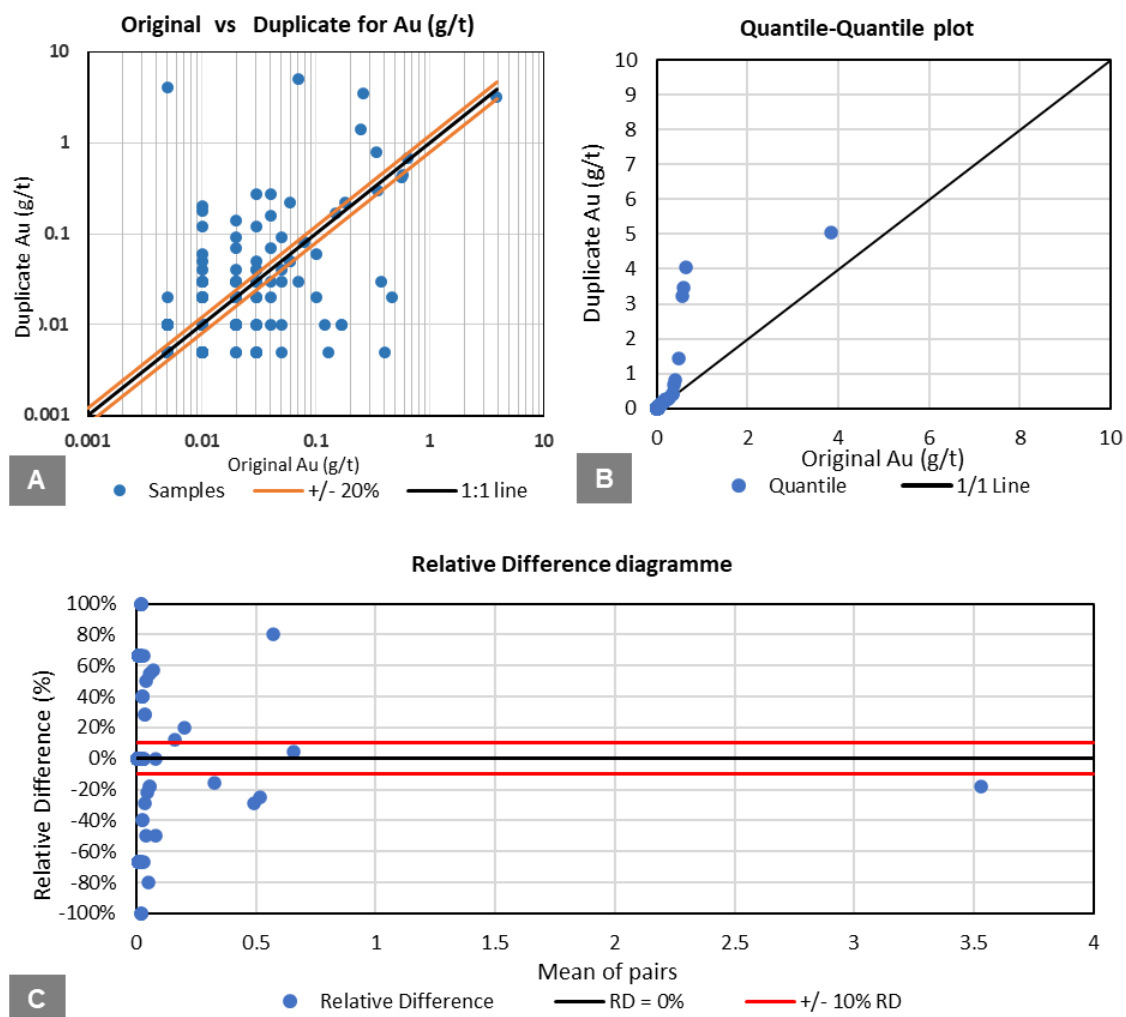 Original vs Duplicate for Au (g/t)
Duplicate Au (g/t)
10
1
0.1
0.01
0.001
0.001 0.01 0.1 1 10
Original Au (g/t)
A
Samples +/- 20% 1:1 line
Quantile-Quantile plot
Duplicate Au (g/t)
10
9
8
7
6
5
4
3
2
1
0
0 2 4 6 8 10
Original Au (g/t)
B
Quantile 1/1 Line
Relative Difference diagramme
Relative Difference (%)
100%
80%
60%
40%
20%
0%
-20%
-40%
-60%
-80%
-100%
0 0.5 1 1.5 2 2.5 3 3.5 4
Mean of pairs
C
Relative Difference RD = 0% +/- 10% RD